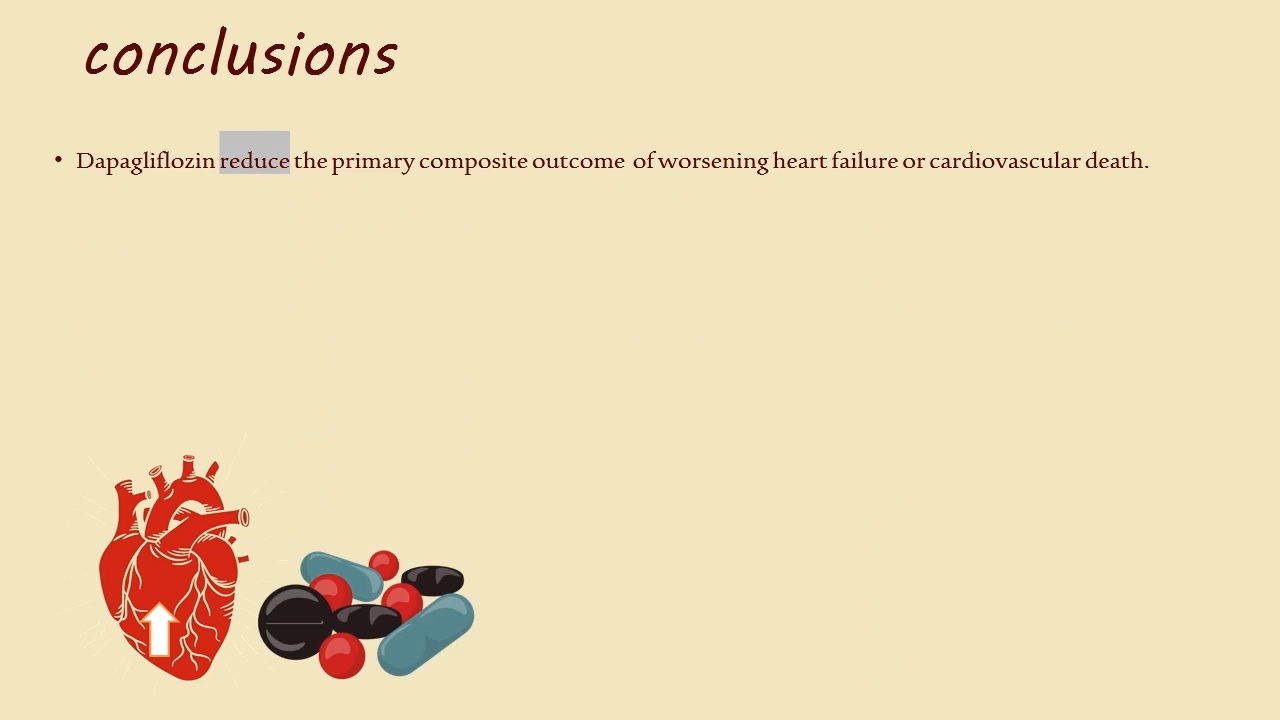 conclusions
• Dapagliflozin reduce the primary composite outcome of worsening heart failure or cardiovascular death.